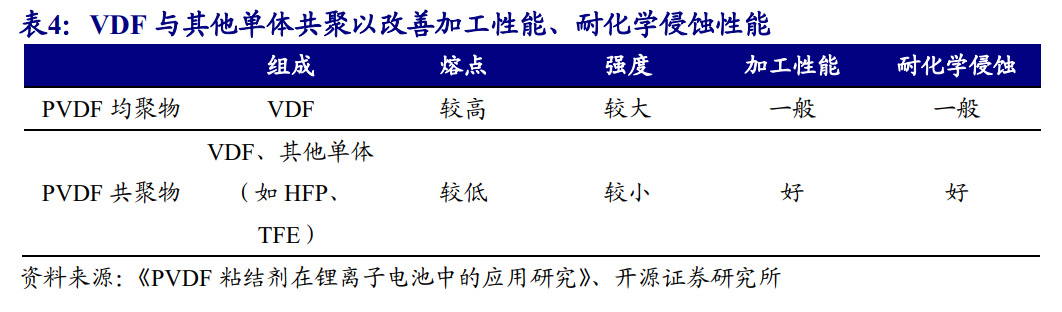 表4：VDF 与其他单体共聚以改善加工性能、耐化学侵蚀性能
组成 熔点 强度 加工性能 耐化学侵蚀
PVDF 均聚物 VDF 较高 较大 一般 一般
VDF、其他单体
PVDF 共聚物 （如 HFP、 较低 较小 好 好
TFE）
资料来源：《PVDF 粘结剂在锂离子电池中的应用研究》、开源证券研究所